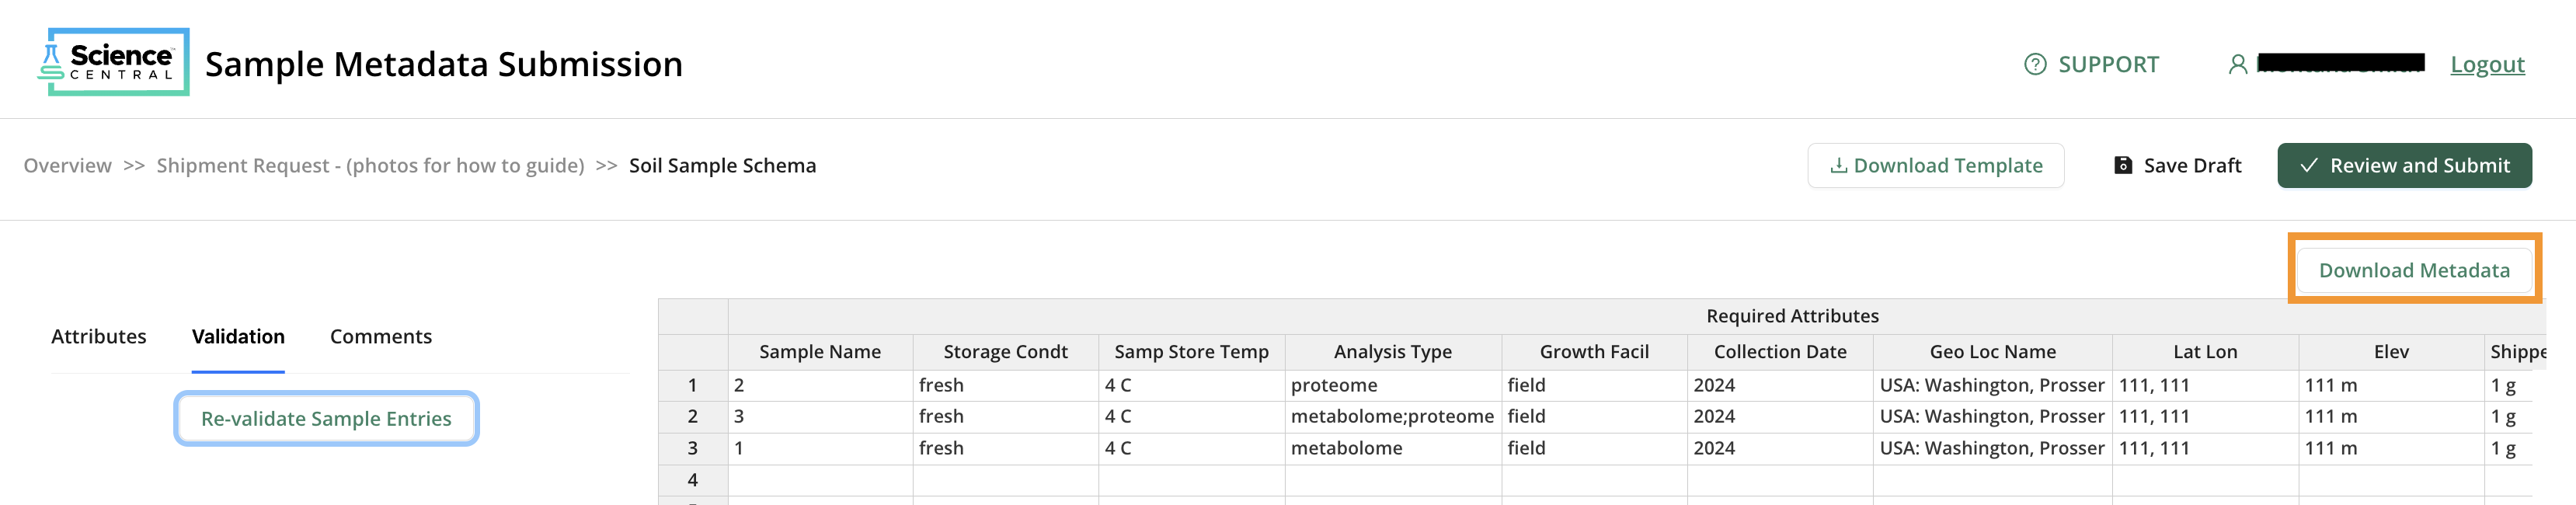 Science™
CENTRAL
Sample Metadata Submission
SUPPORT
Logout
Overview >> Shipment Request - (photos for how to guide) >> Soil Sample Schema
Download Template
Save Draft
Review and Submit
Download Metadata
Attributes Validation Comments
Re-validate Sample Entries
Required Attributes
Sample Name Storage Condt Samp Store Temp Analysis Type Growth Facil Collection Date Geo Loc Name Lat Lon Elev Shippe
1 2 fresh 4 C proteome field 2024 USA: Washington, Prosser 111, 111 111 m 1 g
2 3 fresh 4 C metabolome;proteome field 2024 USA: Washington, Prosser 111, 111 111 m 1 g
3 1 fresh 4 C metabolome field 2024 USA: Washington, Prosser 111, 111 111 m 1 g
4